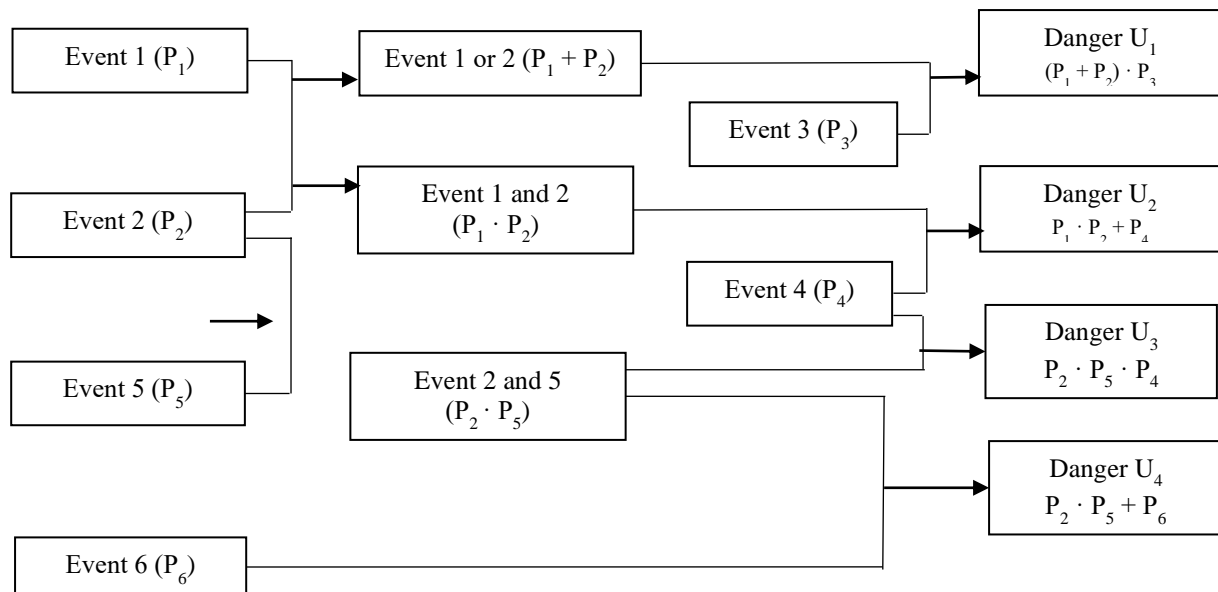 Event 1 (P₁)
Event 1 or 2 (P₁ + P₂)
Danger U₁
(P₁ + P₂) · P₃
Event 3 (P₃)
Event 2 (P₂)
Event 1 and 2
(P₁ · P₂)
Danger U₂
P₁ · P₂ + P₄
Event 4 (P₄)
Event 5 (P₅)
Event 2 and 5
(P₂ · P₅)
Danger U₃
P₂ · P₅ · P₄
Danger U₄
P₂ · P₅ + P₆
Event 6 (P₆)